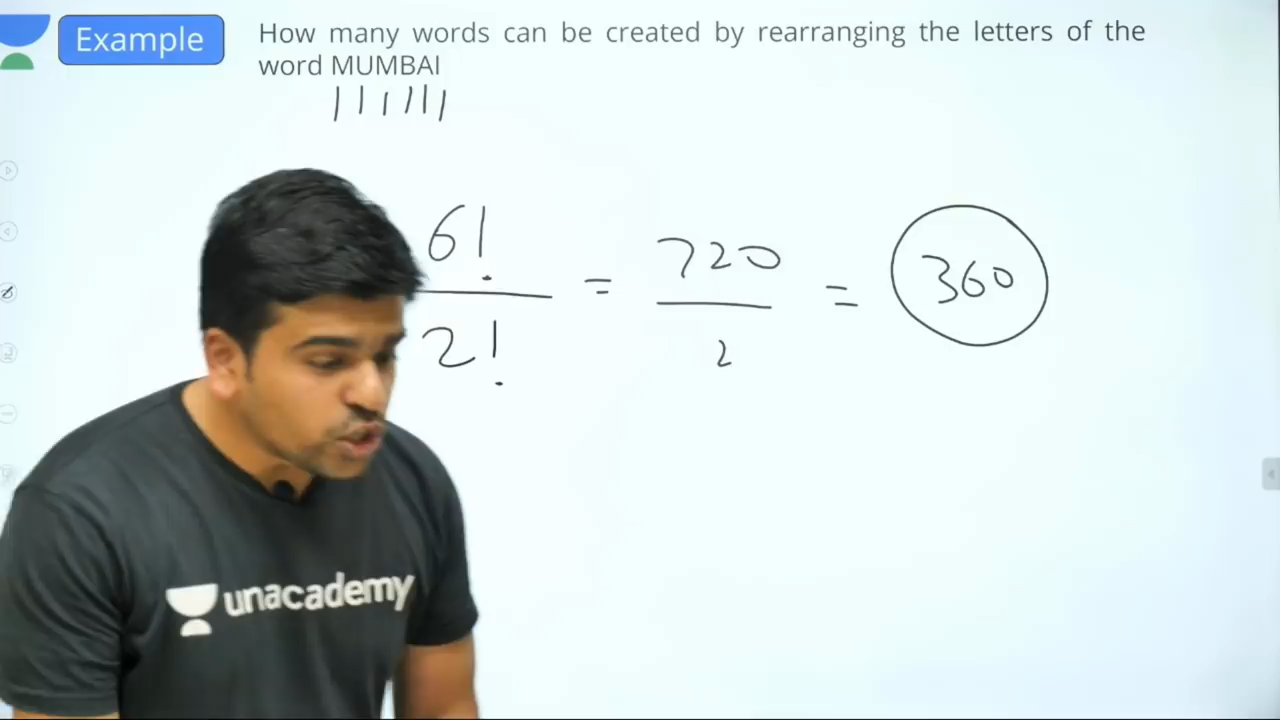 Example
How many words can be created by rearranging the letters of the
word MUMBAI
6!
2!
=
720
2
=
360
unacademy